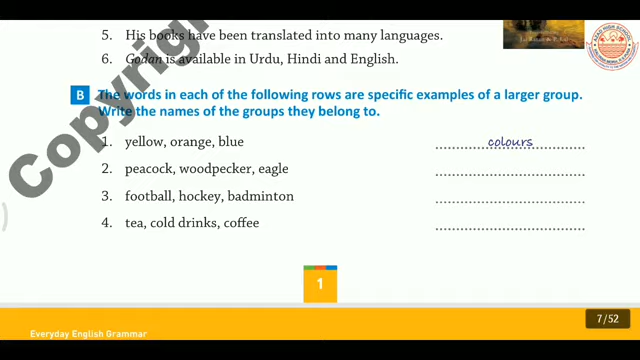 5. His books have been translated into many languages.
6. Godan is available in Urdu, Hindi and English.
B The words in each of the following rows are specific examples of a larger group.
Write the names of the groups they belong to.
1. yellow, orange, blue colours
2. peacock, woodpecker, eagle
3. football, hockey, badminton
4. tea, cold drinks, coffee
Copyright
1
7/52
Everyday English Grammar